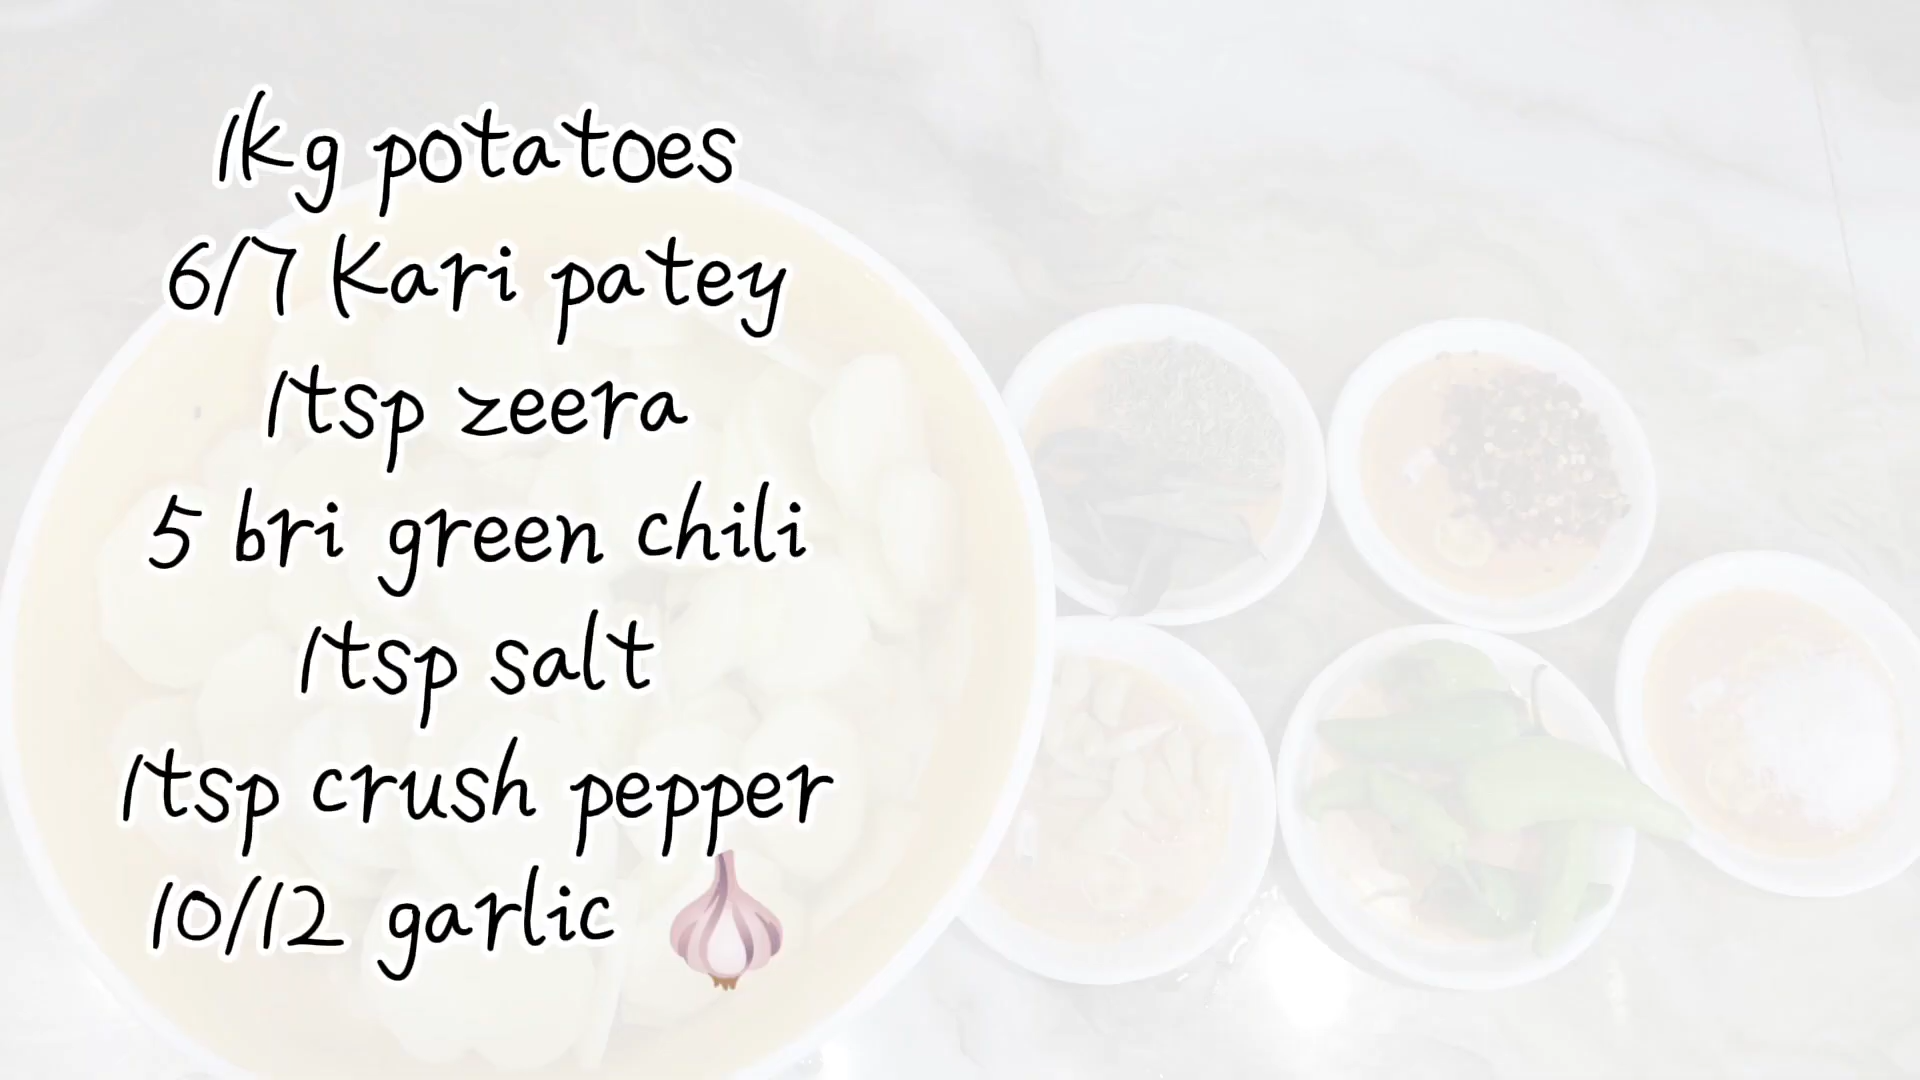 1kg potatoes
6/7 Kari patey
1tsp zeera
5 bri green chili
1tsp salt
1tsp crush pepper
10/12 garlic 🧄